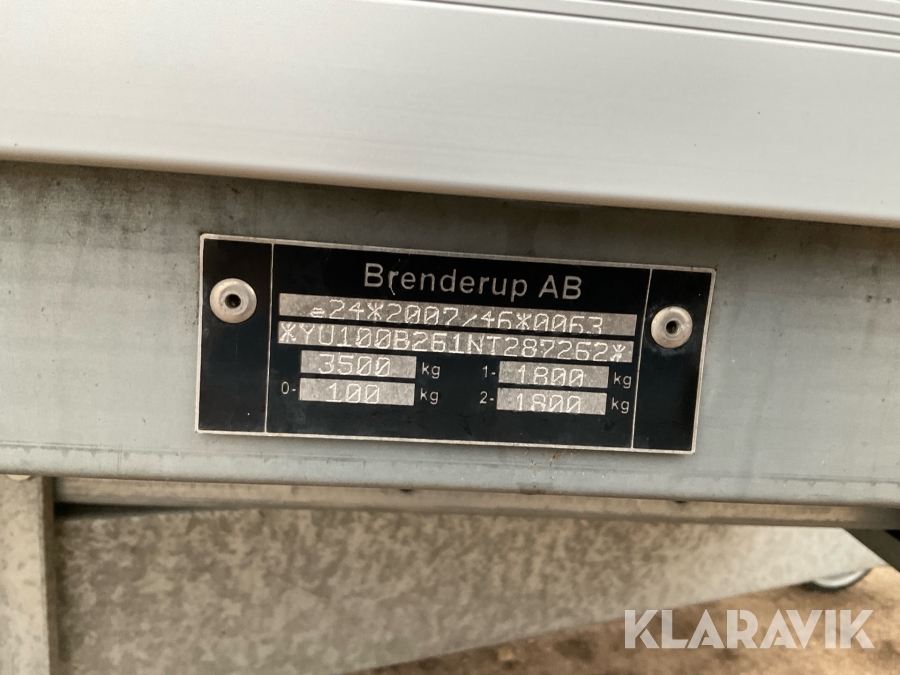 Brenderup AB
e24*2007/46*0063
*YU100B261NT287262*
3500 kg 1- 1800 kg
0- 100 kg 2- 1800 kg
KLARAVIK